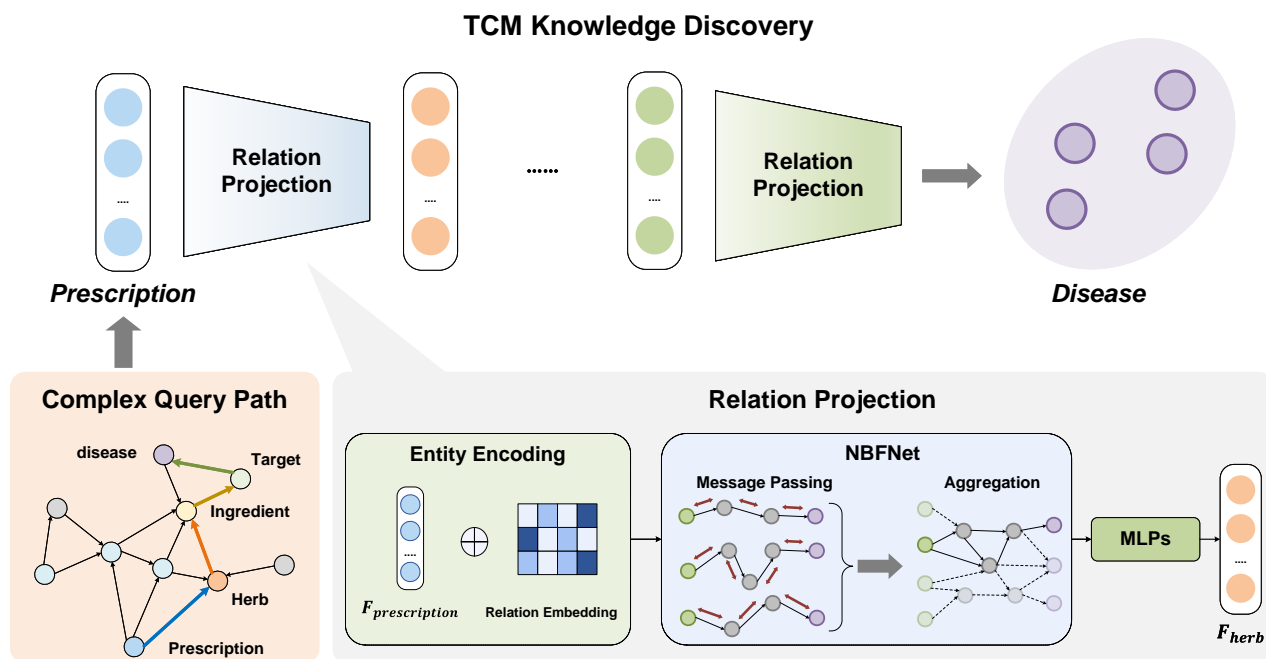 TCM Knowledge Discovery
Relation
Projection
......
Relation
Projection
....
....
....
Prescription
Disease
Complex Query Path
disease
Target
Ingredient
Herb
Prescription
Relation Projection
Entity Encoding
....
F_prescription
Relation Embedding
NBFNet
Message Passing
Aggregation
MLPs
....
F_herb